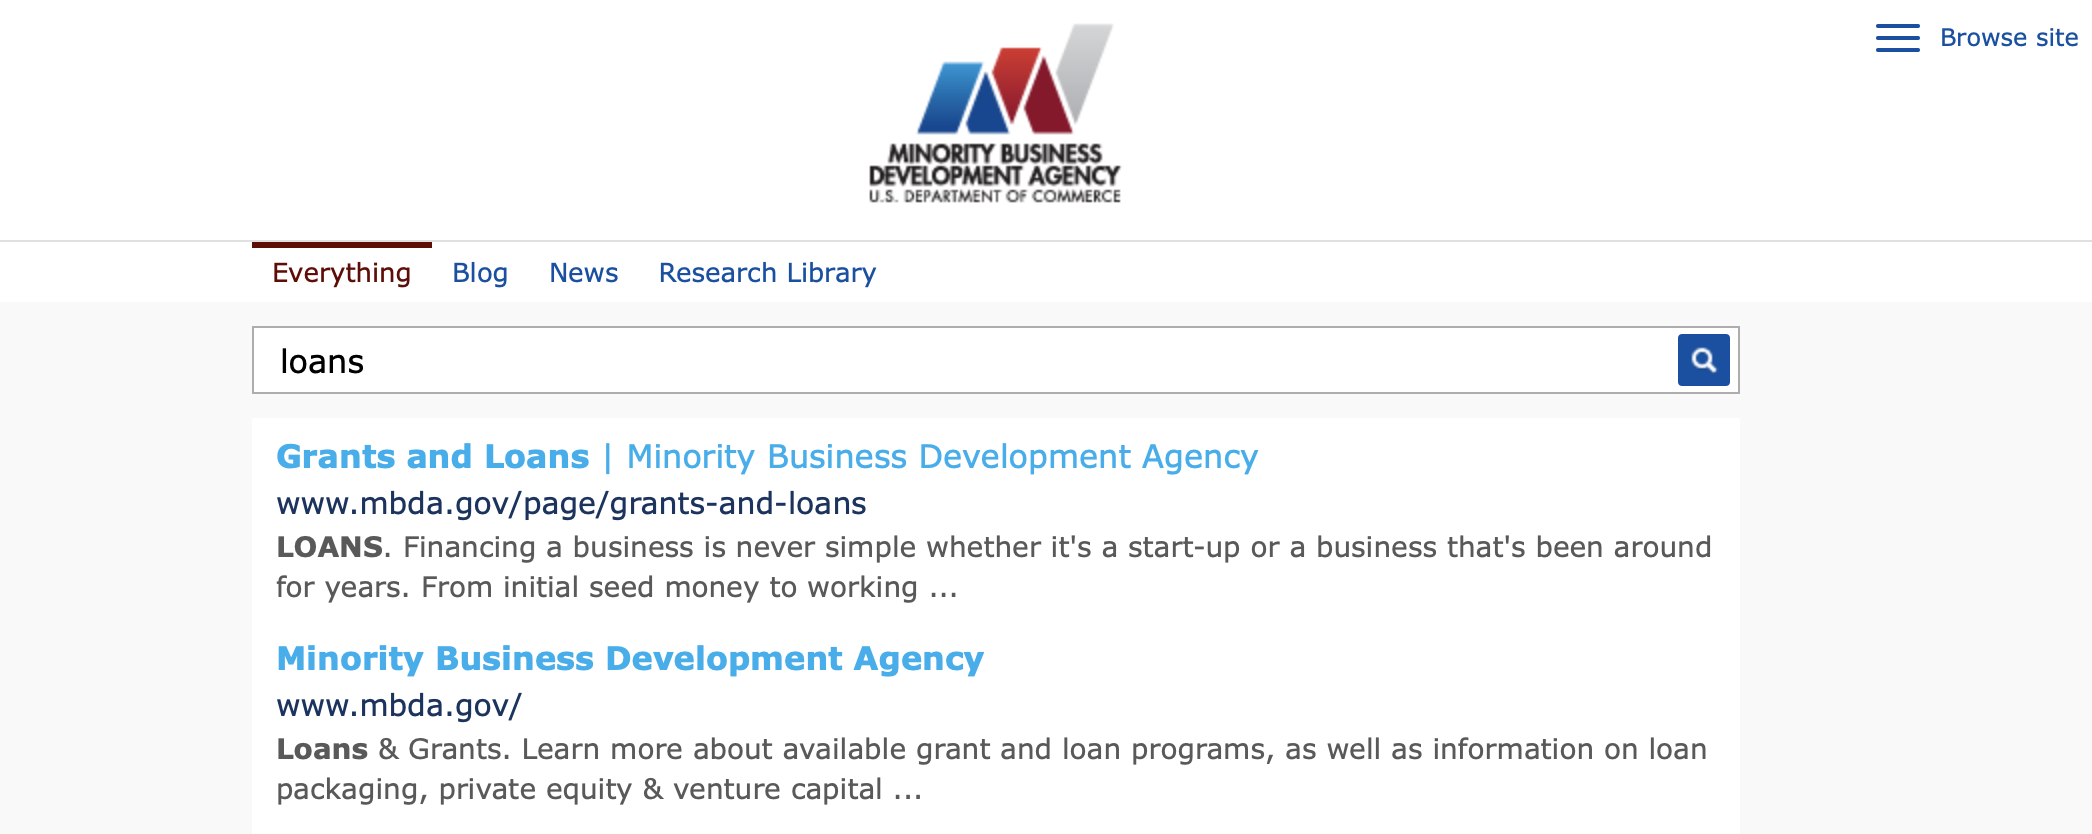 Browse site
MINORITY BUSINESS
DEVELOPMENT AGENCY
U.S. DEPARTMENT OF COMMERCE
Everything Blog News Research Library
loans
Grants and Loans | Minority Business Development Agency
www.mbda.gov/page/grants-and-loans
LOANS. Financing a business is never simple whether it's a start-up or a business that's been around
for years. From initial seed money to working ...
Minority Business Development Agency
www.mbda.gov/
Loans & Grants. Learn more about available grant and loan programs, as well as information on loan
packaging, private equity & venture capital ...